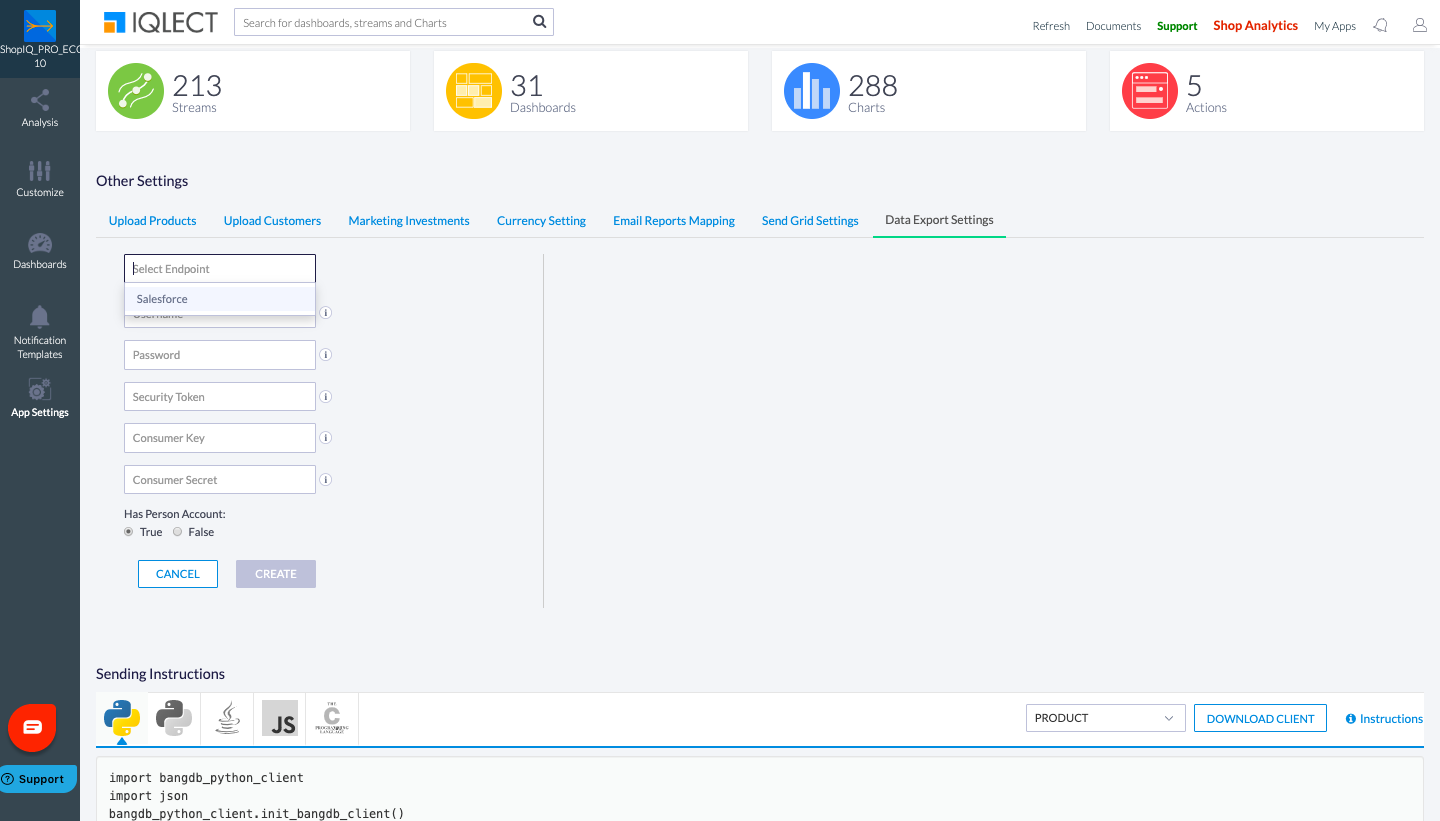 ShopIQ_PRO_ECO
10
IQLECT
Search for dashboards, streams and Charts
Refresh
Documents
Support
Shop Analytics
My Apps
213
Streams
31
Dashboards
288
Charts
5
Actions
Analysis
Customize
Dashboards
Notification
Templates
App Settings
Other Settings
Upload Products
Upload Customers
Marketing Investments
Currency Setting
Email Reports Mapping
Send Grid Settings
Data Export Settings
Select Endpoint
Salesforce
Username
i
Password
i
Security Token
i
Consumer Key
i
Consumer Secret
i
Has Person Account:
True
False
CANCEL
CREATE
Sending Instructions
JS
THE
C
PROGRAMMING
LANGUAGE
PRODUCT
DOWNLOAD CLIENT
Instructions
Support
import bangdb_python_client
import json
bangdb_python_client.init_bangdb_client()